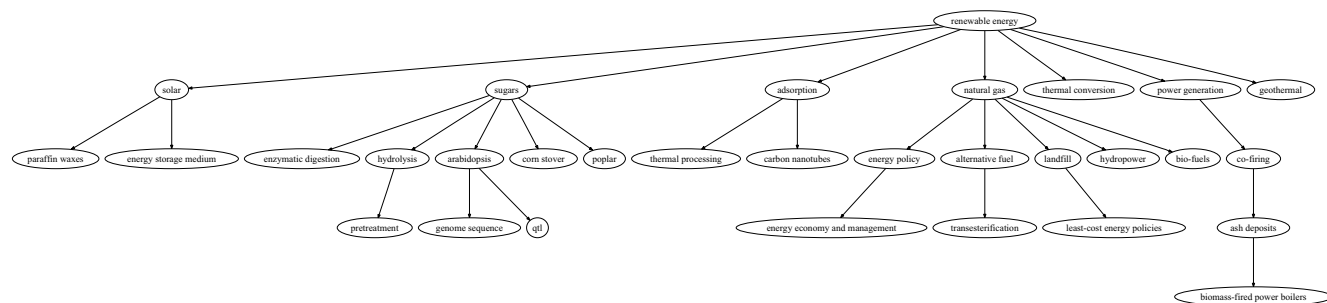 renewable energy
solar
sugars
adsorption
natural gas
thermal conversion
power generation
geothermal
paraffin waxes
energy storage medium
enzymatic digestion
hydrolysis
arabidopsis
corn stover
poplar
thermal processing
carbon nanotubes
energy policy
alternative fuel
landfill
hydropower
bio-fuels
co-firing
pretreatment
genome sequence
qtl
energy economy and management
transesterification
least-cost energy policies
ash deposits
biomass-fired power boilers